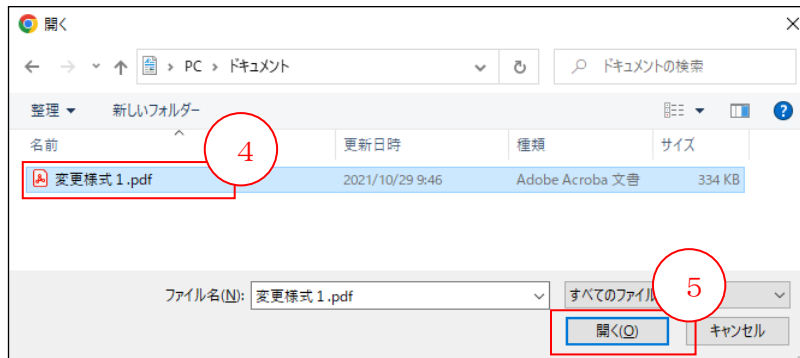 開く
PC › ドキュメント
ドキュメントの検索
整理 新しいフォルダー
名前 更新日時 種類 サイズ
4
変更様式１.pdf 2021/10/29 9:46 Adobe Acroba 文書 334 KB
ファイル名(N): 変更様式１.pdf すべてのファイル
5
開く(O) キャンセル